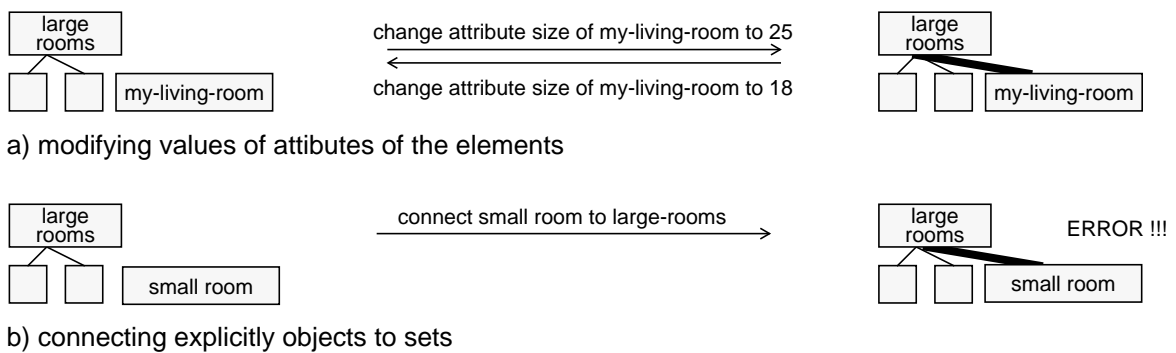 large
rooms
my-living-room
change attribute size of my-living-room to 25
change attribute size of my-living-room to 18
large
rooms
my-living-room
a) modifying values of attibutes of the elements
large
rooms
small room
connect small room to large-rooms
large
rooms
small room
ERROR !!!
b) connecting explicitly objects to sets